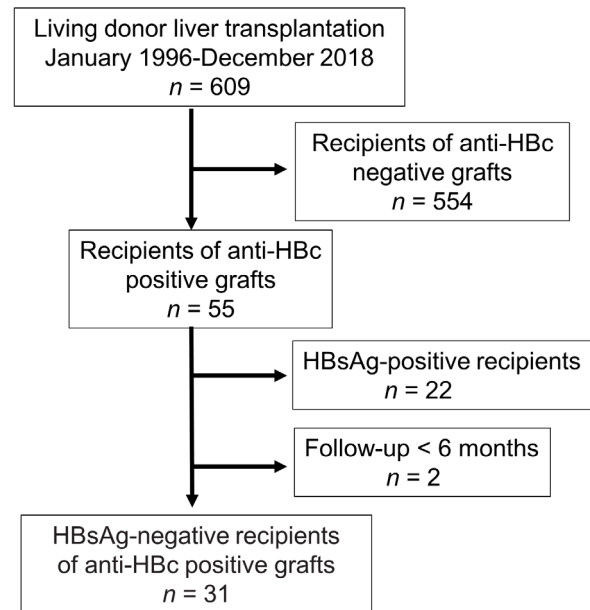 Living donor liver transplantation
January 1996-December 2018
n = 609
Recipients of anti-HBc
negative grafts
n = 554
Recipients of anti-HBc
positive grafts
n = 55
HBsAg-positive recipients
n = 22
Follow-up < 6 months
n = 2
HBsAg-negative recipients
of anti-HBc positive grafts
n = 31